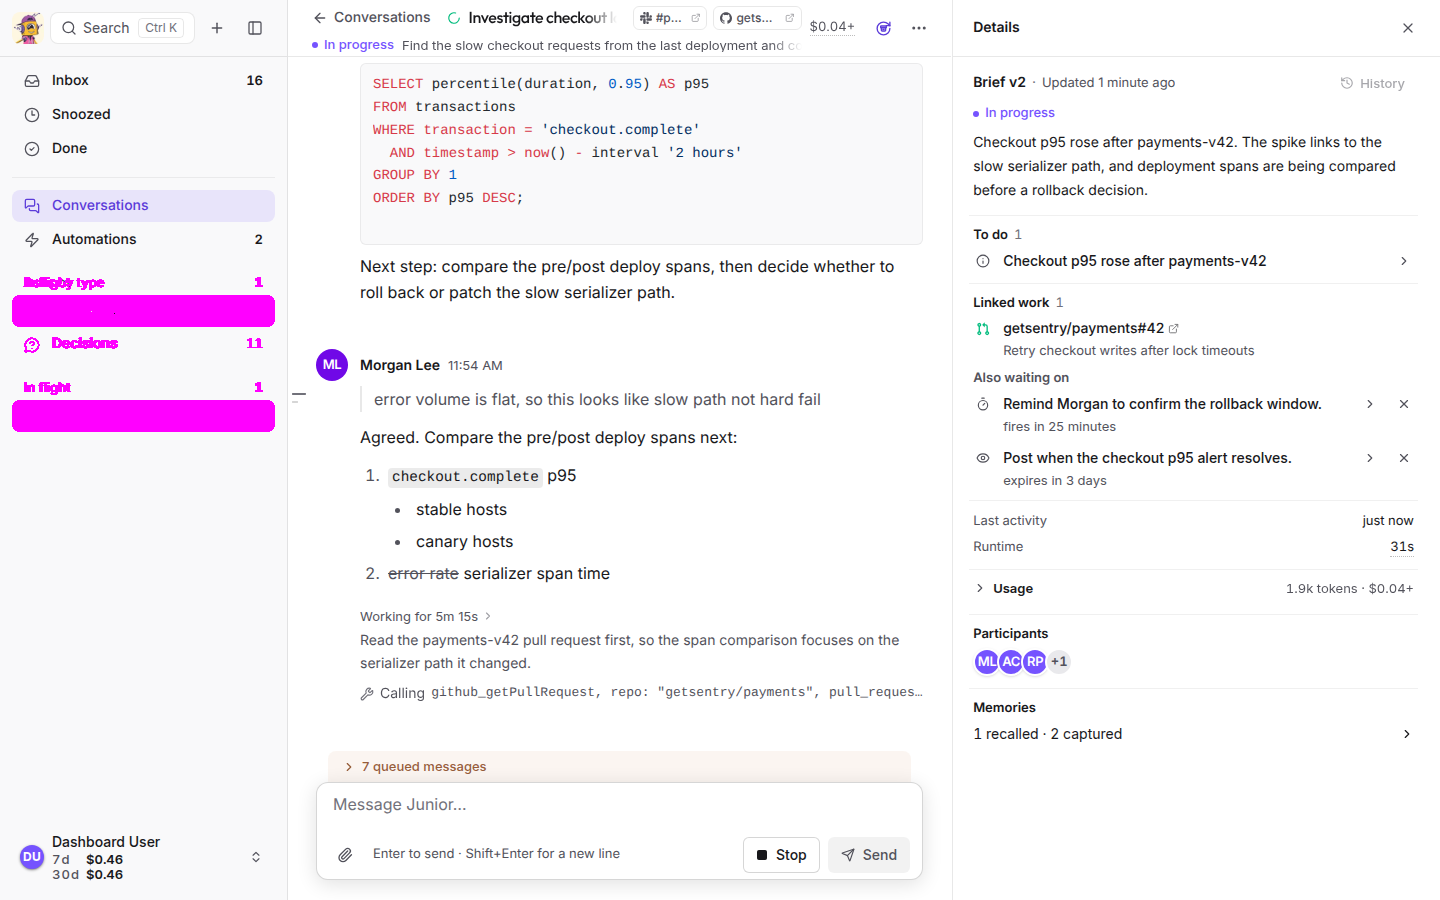 Search Ctrl K
Inbox 16
Snoozed
Done
Conversations
Automations 2
1
Decisions 11
In flight 1
DU Dashboard User
7d $0.46
30d $0.46
Conversations Investigate checkout #p... gets... $0.04+
In progress Find the slow checkout requests from the last deployment and
SELECT percentile(duration, 0.95) AS p95
FROM transactions
WHERE transaction = 'checkout.complete'
AND timestamp > now() - interval '2 hours'
GROUP BY 1
ORDER BY p95 DESC;
Next step: compare the pre/post deploy spans, then decide whether to
roll back or patch the slow serializer path.
ML Morgan Lee 11:54 AM
error volume is flat, so this looks like slow path not hard fail
Agreed. Compare the pre/post deploy spans next:
1. checkout.complete p95
• stable hosts
• canary hosts
2. error rate serializer span time
Working for 5m 15s
Read the payments-v42 pull request first, so the span comparison focuses on the
serializer path it changed.
Calling github_getPullRequest, repo: "getsentry/payments", pull_reques…
7 queued messages
Message Junior...
Enter to send · Shift+Enter for a new line Stop Send
Details
Brief v2 · Updated 1 minute ago History
In progress
Checkout p95 rose after payments-v42. The spike links to the
slow serializer path, and deployment spans are being compared
before a rollback decision.
To do 1
Checkout p95 rose after payments-v42
Linked work 1
getsentry/payments#42
Retry checkout writes after lock timeouts
Also waiting on
Remind Morgan to confirm the rollback window.
fires in 25 minutes
Post when the checkout p95 alert resolves.
expires in 3 days
Last activity just now
Runtime 31s
Usage 1.9k tokens · $0.04+
Participants
ML AC RP +1
Memories
1 recalled · 2 captured